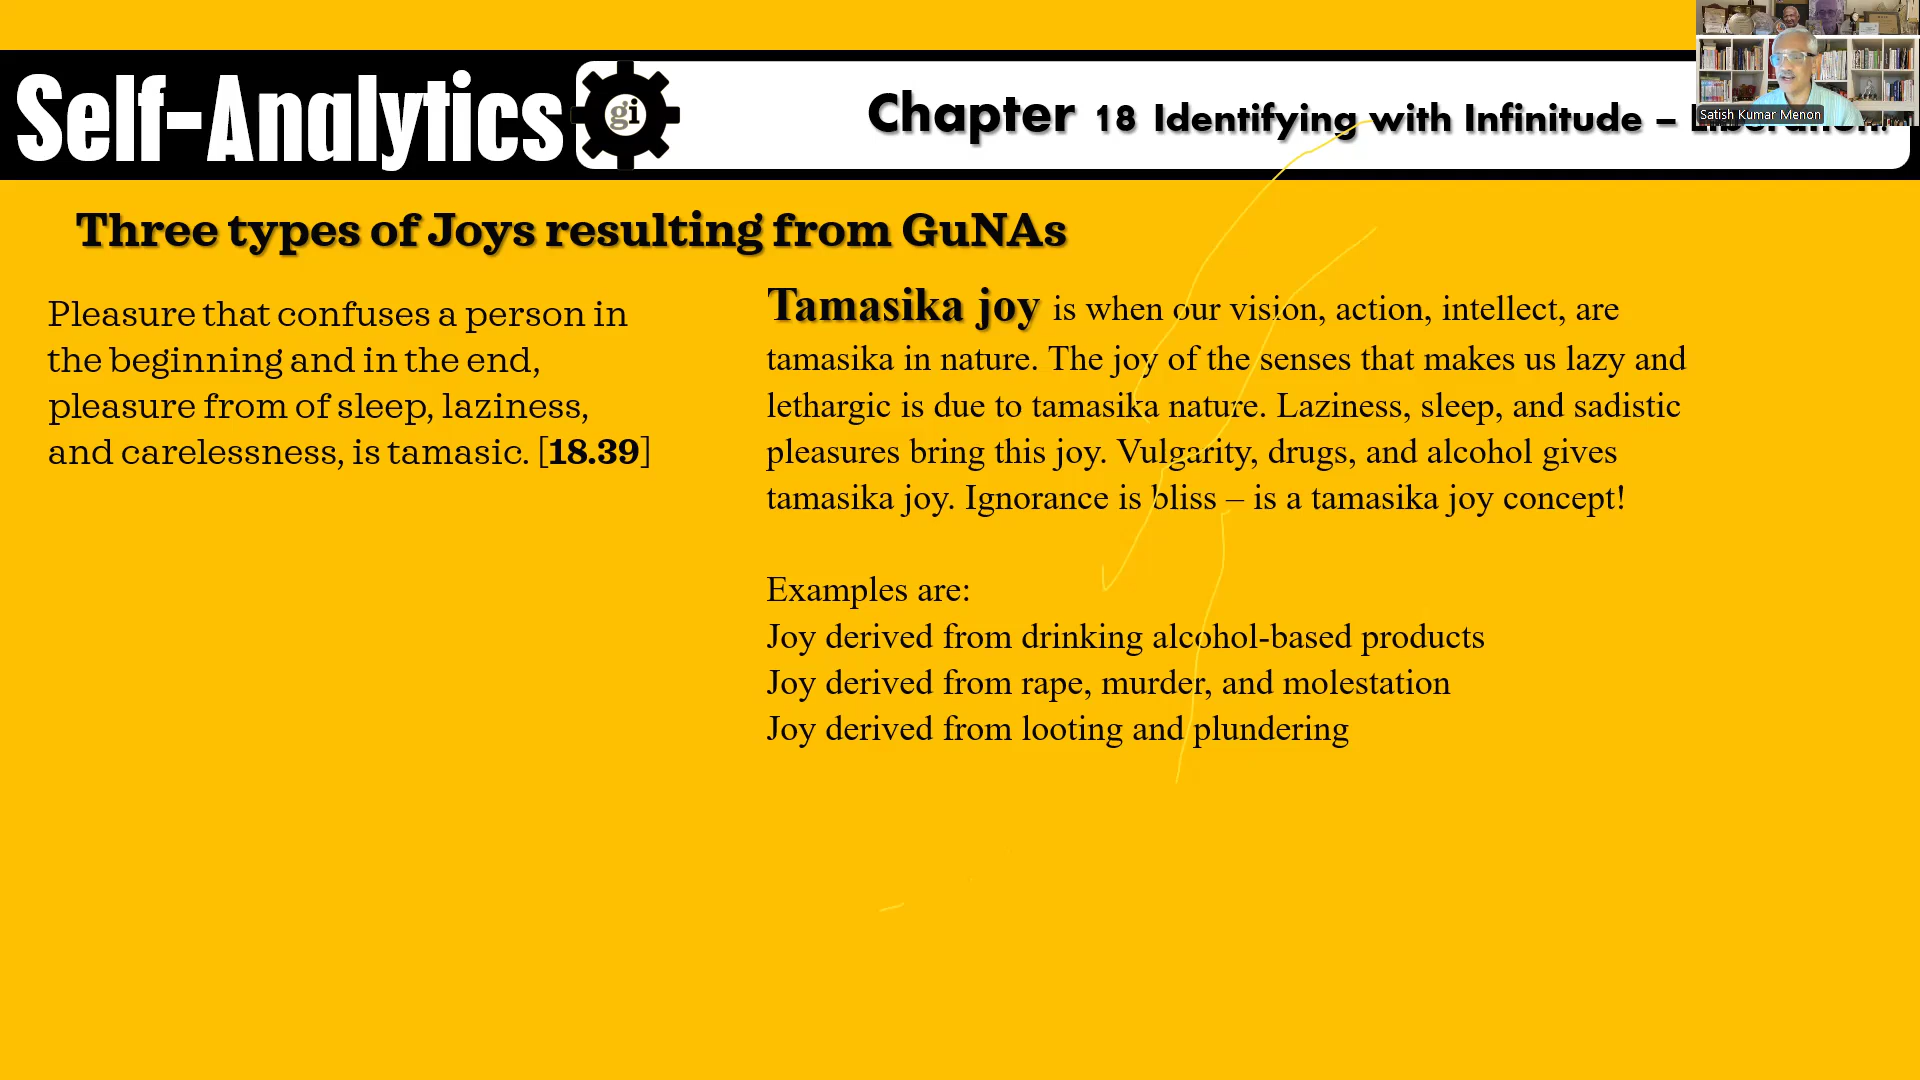 Self-Analytics
gi
Chapter 18 Identifying with Infinitude –
Satish Kumar Menon
Three types of Joys resulting from GuNAs
Pleasure that confuses a person in
the beginning and in the end,
pleasure from of sleep, laziness,
and carelessness, is tamasic. [18.39]
Tamasika joy is when our vision, action, intellect, are
tamasika in nature. The joy of the senses that makes us lazy and
lethargic is due to tamasika nature. Laziness, sleep, and sadistic
pleasures bring this joy. Vulgarity, drugs, and alcohol gives
tamasika joy. Ignorance is bliss – is a tamasika joy concept!
Examples are:
Joy derived from drinking alcohol-based products
Joy derived from rape, murder, and molestation
Joy derived from looting and plundering